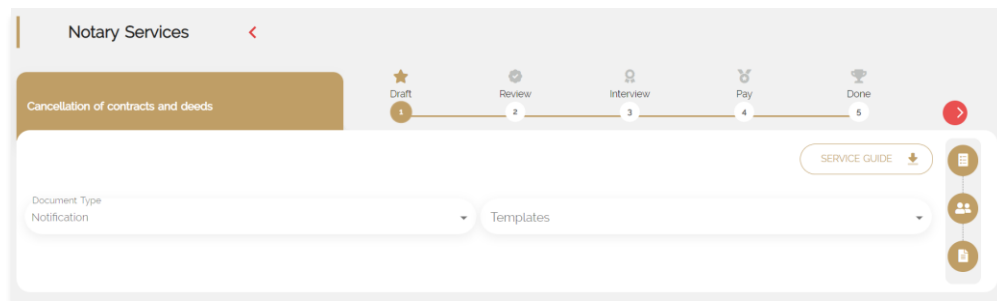 Notary Services
Cancellation of contracts and deeds
Draft
Review
Interview
Pay
Done
1
2
3
4
5
SERVICE GUIDE
Document Type
Notification
Templates